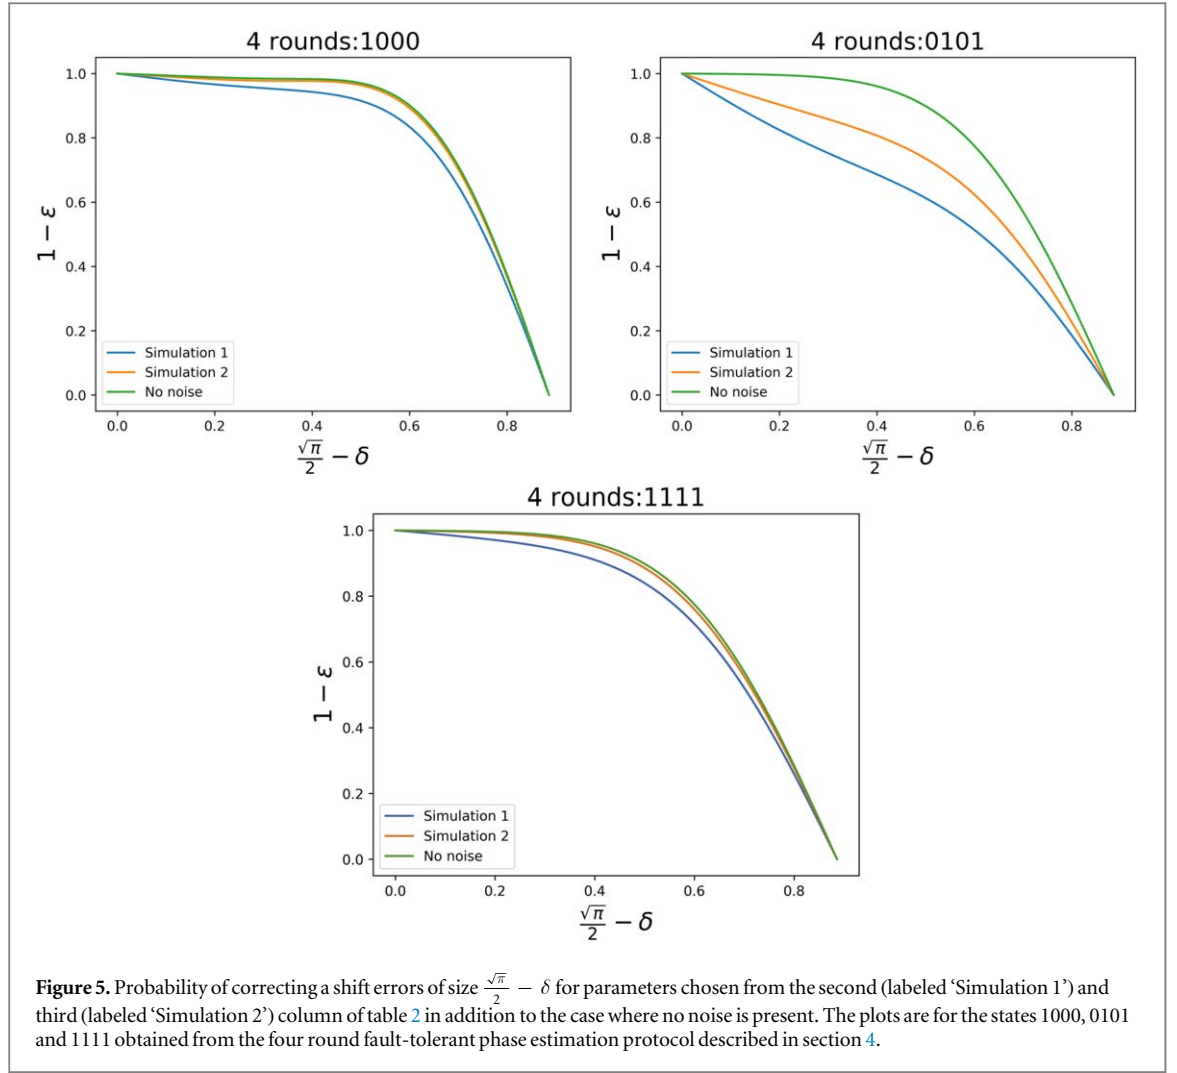 4 rounds:1000
1.0
0.8
0.6
0.4
0.2
0.0
1 − ε
Simulation 1
Simulation 2
No noise
0.0 0.2 0.4 0.6 0.8
√π/2 − δ
4 rounds:0101
1.0
0.8
0.6
0.4
0.2
0.0
1 − ε
Simulation 1
Simulation 2
No noise
0.0 0.2 0.4 0.6 0.8
√π/2 − δ
4 rounds:1111
1.0
0.8
0.6
0.4
0.2
0.0
1 − ε
Simulation 1
Simulation 2
No noise
0.0 0.2 0.4 0.6 0.8
√π/2 − δ
Figure 5. Probability of correcting a shift errors of size √π/2 − δ for parameters chosen from the second (labeled ‘Simulation 1’) and
third (labeled ‘Simulation 2’) column of table 2 in addition to the case where no noise is present. The plots are for the states 1000, 0101
and 1111 obtained from the four round fault-tolerant phase estimation protocol described in section 4.